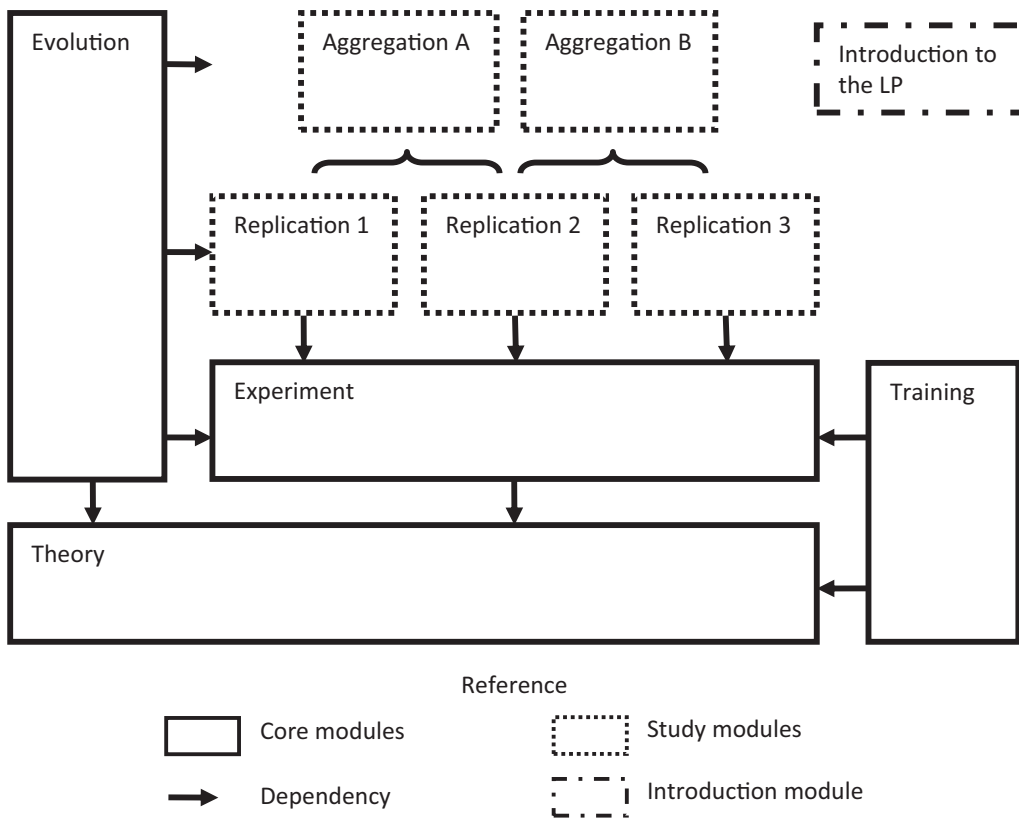 Evolution
Aggregation A
Aggregation B
Introduction to
the LP
Replication 1
Replication 2
Replication 3
Experiment
Training
Theory
Reference
Core modules
Study modules
Dependency
Introduction module